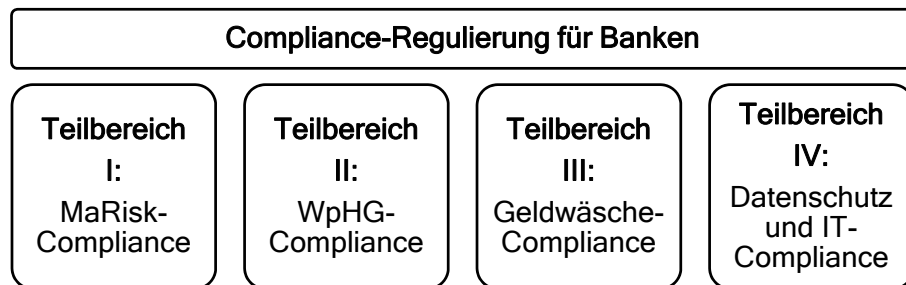 Compliance-Regulierung für Banken
Teilbereich
I:
MaRisk-
Compliance
Teilbereich
II:
WpHG-
Compliance
Teilbereich
III:
Geldwäsche-
Compliance
Teilbereich
IV:
Datenschutz
und IT-
Compliance